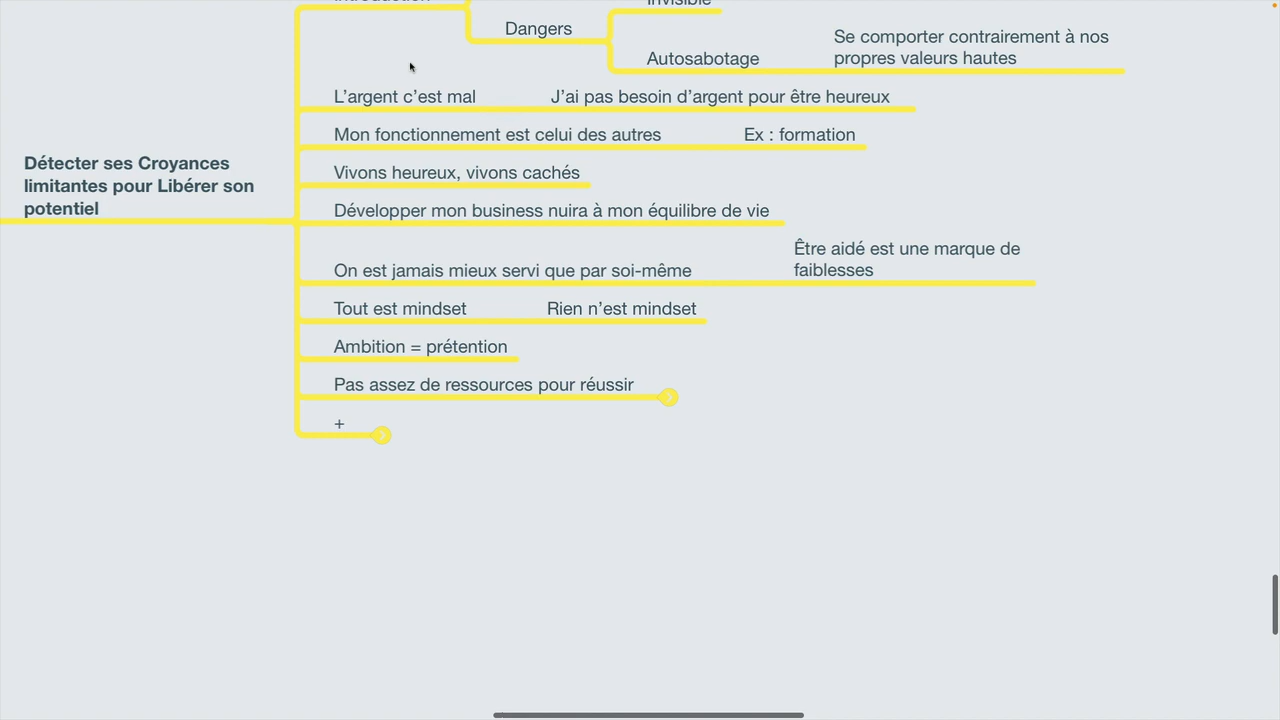 Introduction
Invisible
Dangers
Se comporter contrairement à nos
propres valeurs hautes
Autosabotage
L’argent c’est mal
J’ai pas besoin d’argent pour être heureux
Mon fonctionnement est celui des autres
Ex : formation
Détecter ses Croyances
limitantes pour Libérer son
potentiel
Vivons heureux, vivons cachés
Développer mon business nuira à mon équilibre de vie
On est jamais mieux servi que par soi-même
Être aidé est une marque de
faiblesses
Tout est mindset
Rien n’est mindset
Ambition = prétention
Pas assez de ressources pour réussir
+